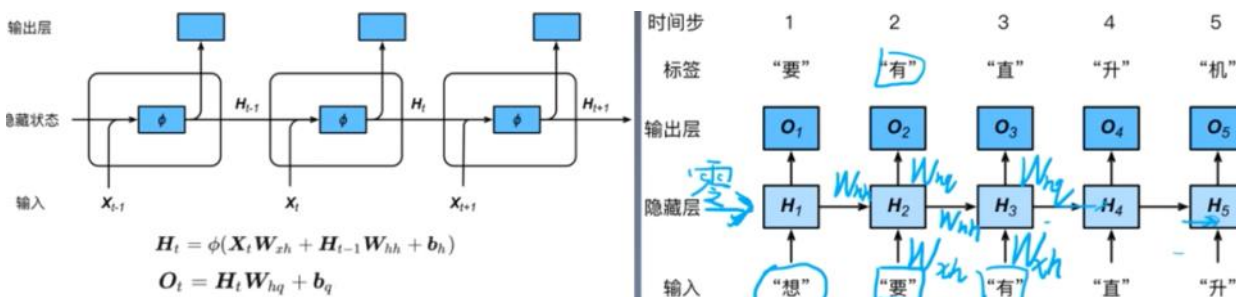 输出层
隐藏状态
ϕ
H_{t-1}
ϕ
H_t
ϕ
H_{t+1}
输入
X_{t-1}
X_t
X_{t+1}
H_t = ϕ(X_t W_{xh} + H_{t-1} W_{hh} + b_h)
O_t = H_t W_{hq} + b_q
时间步 1 2 3 4 5
标签 “要” “有” “直” “升” “机”
输出层 O_1 O_2 O_3 O_4 O_5
零
W_{hh} W_{hq} W_{hq}
隐藏层 H_1 H_2 H_3 H_4 H_5
W_{hh}
W_{xh} W_{xh}
输入 “想” “要” “有” “直” “升”